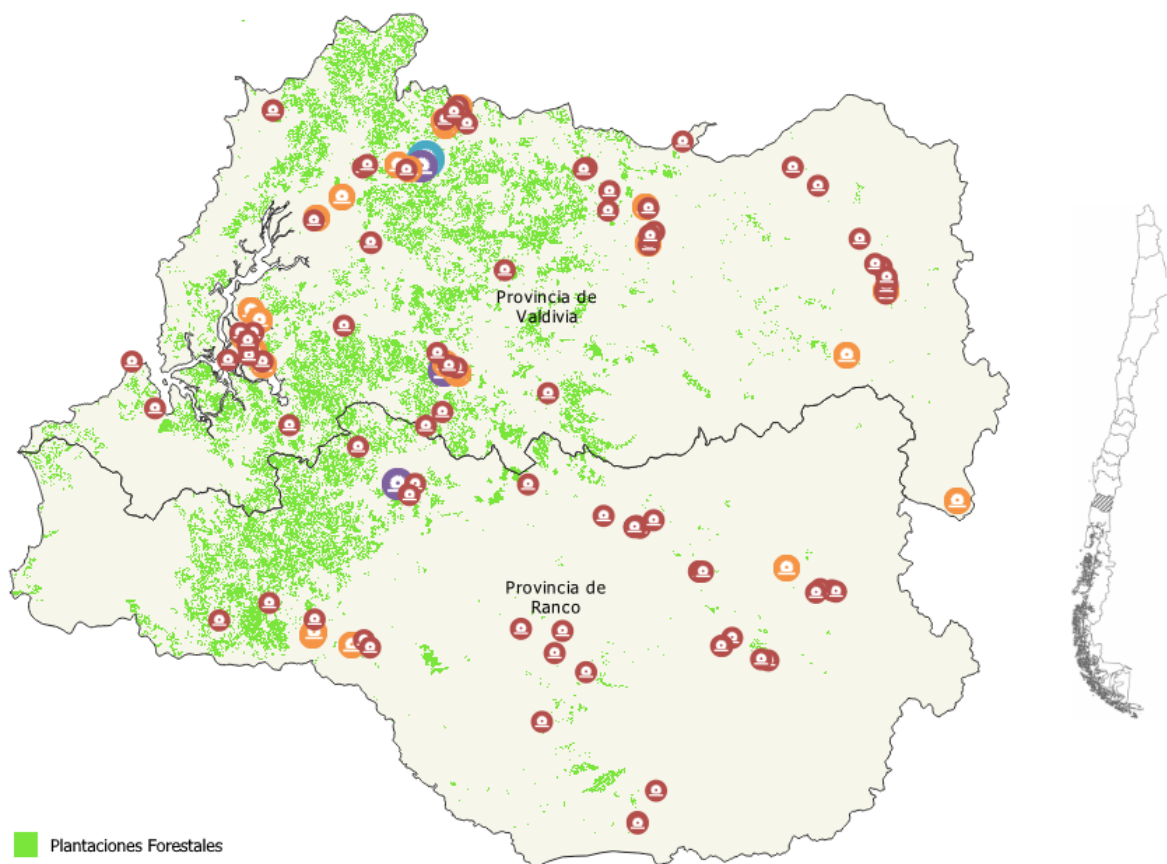 Provincia de
Valdivia
Provincia de
Ranco
Plantaciones Forestales